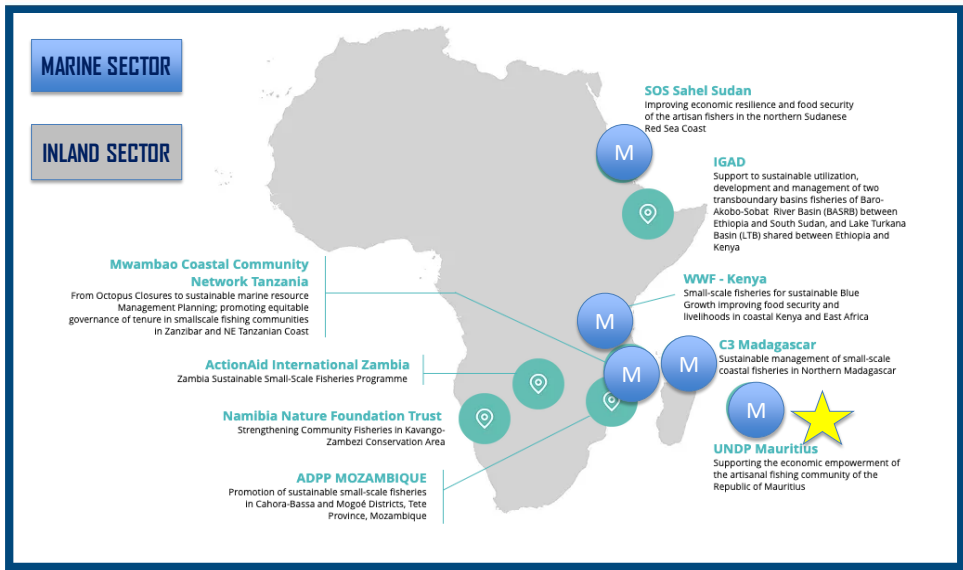 MARINE SECTOR
INLAND SECTOR
SOS Sahel Sudan
Improving economic resilience and food security
of the artisan fishers in the northern Sudanese
Red Sea Coast
M
IGAD
Support to sustainable utilization,
development and management of two
transboundary basins fisheries of Baro-
Akobo-Sobat River Basin (BASRB) between
Ethiopia and South Sudan, and Lake Turkana
Basin (LTB) shared between Ethiopia and
Kenya
Mwambao Coastal Community
Network Tanzania
From Octopus Closures to sustainable marine resource
Management Planning; promoting equitable
governance of tenure in smallscale fishing communities
in Zanzibar and NE Tanzanian Coast
WWF - Kenya
Small-scale fisheries for sustainable Blue
Growth improving food security and
livelihoods in coastal Kenya and East Africa
M
C3 Madagascar
Sustainable management of small-scale
coastal fisheries in Northern Madagascar
M
M
ActionAid International Zambia
Zambia Sustainable Small-Scale Fisheries Programme
Namibia Nature Foundation Trust
Strengthening Community Fisheries in Kavango-
Zambezi Conservation Area
M
UNDP Mauritius
Supporting the economic empowerment of
the artisanal fishing community of the
Republic of Mauritius
ADPP MOZAMBIQUE
Promotion of sustainable small-scale fisheries
in Cahora-Bassa and Mogoé Districts, Tete
Province, Mozambique